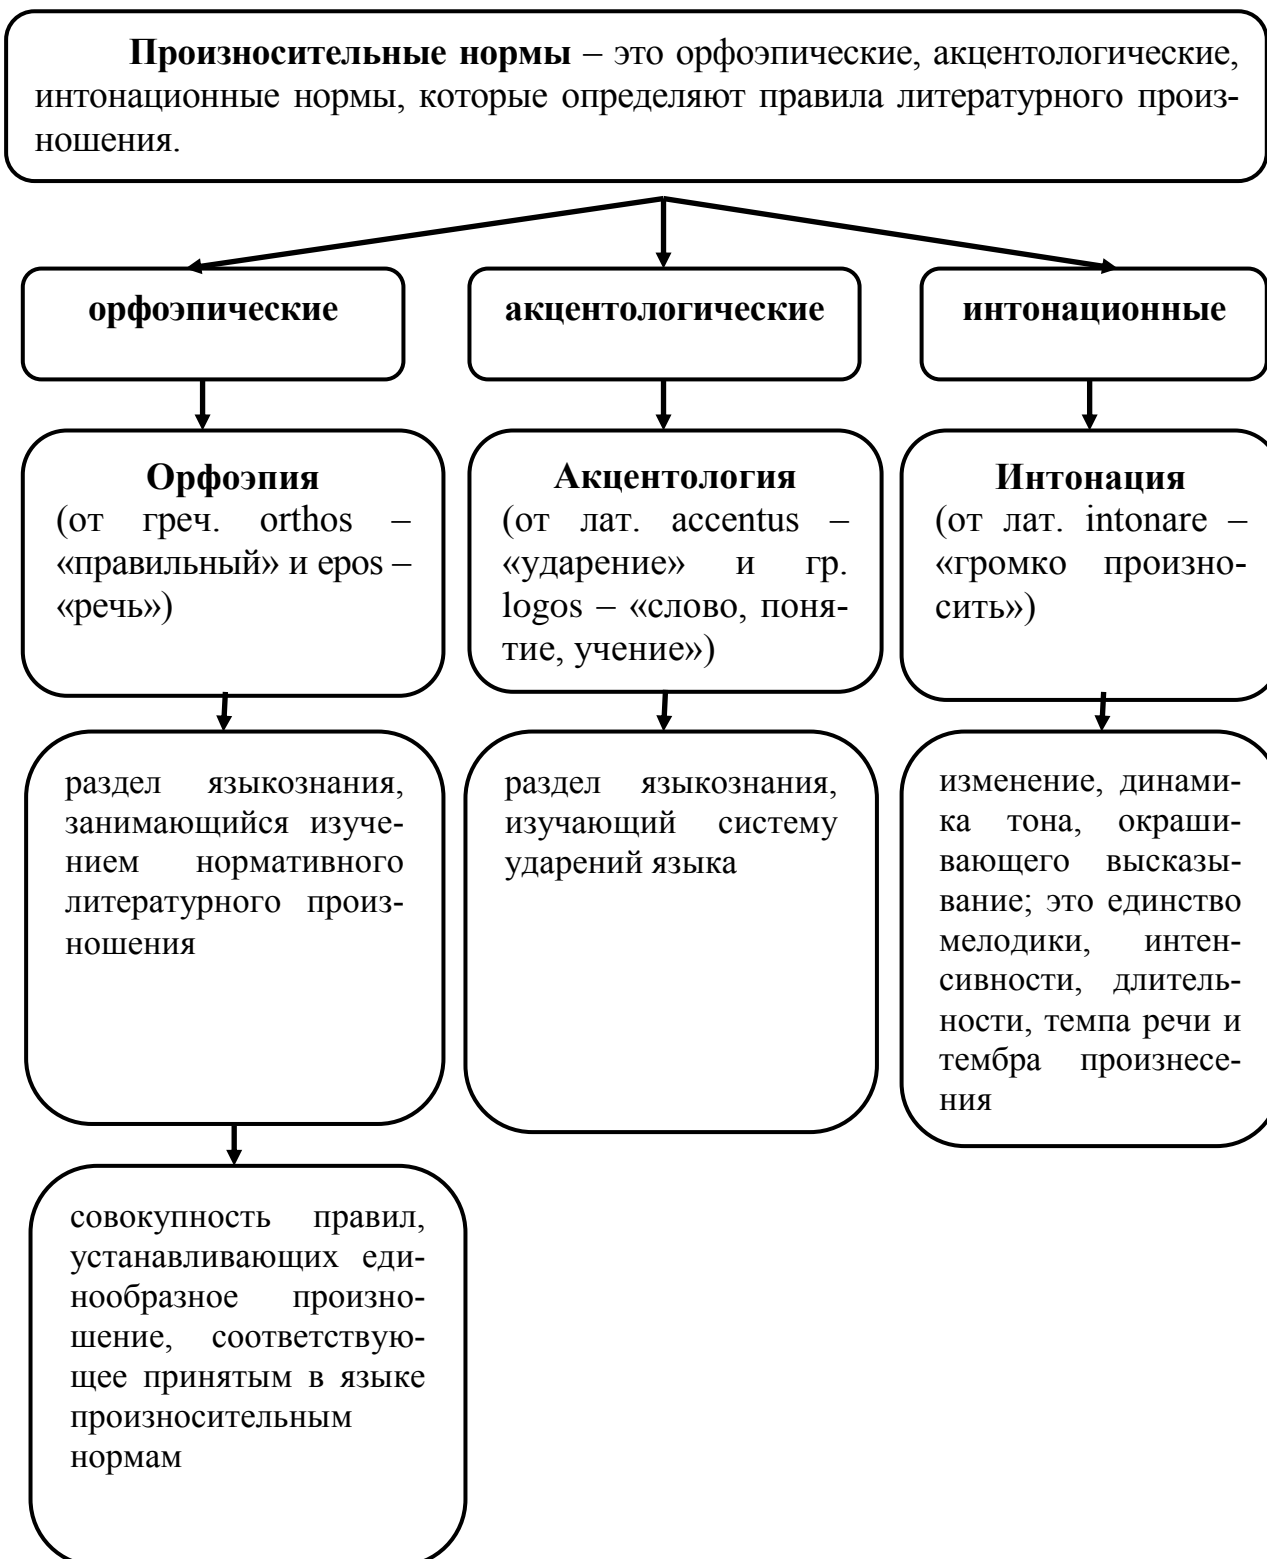 Произносительные нормы – это орфоэпические, акцентологические,
интонационные нормы, которые определяют правила литературного произ-
ношения.
орфоэпические
акцентологические
интонационные
Орфоэпия
(от греч. orthos –
«правильный» и epos –
«речь»)
Акцентология
(от лат. accentus –
«ударение» и гр.
logos – «слово, поня-
тие, учение»)
Интонация
(от лат. intonare –
«громко произно-
сить»)
раздел языкознания,
занимающийся изуче-
нием нормативного
литературного произ-
ношения
раздел языкознания,
изучающий систему
ударений языка
изменение, динами-
ка тона, окраши-
вающего высказы-
вание; это единство
мелодики, интен-
сивности, длитель-
ности, темпа речи и
тембра произнесе-
ния
совокупность правил,
устанавливающих еди-
нообразное произно-
шение, соответствую-
щее принятым в языке
произносительным
нормам